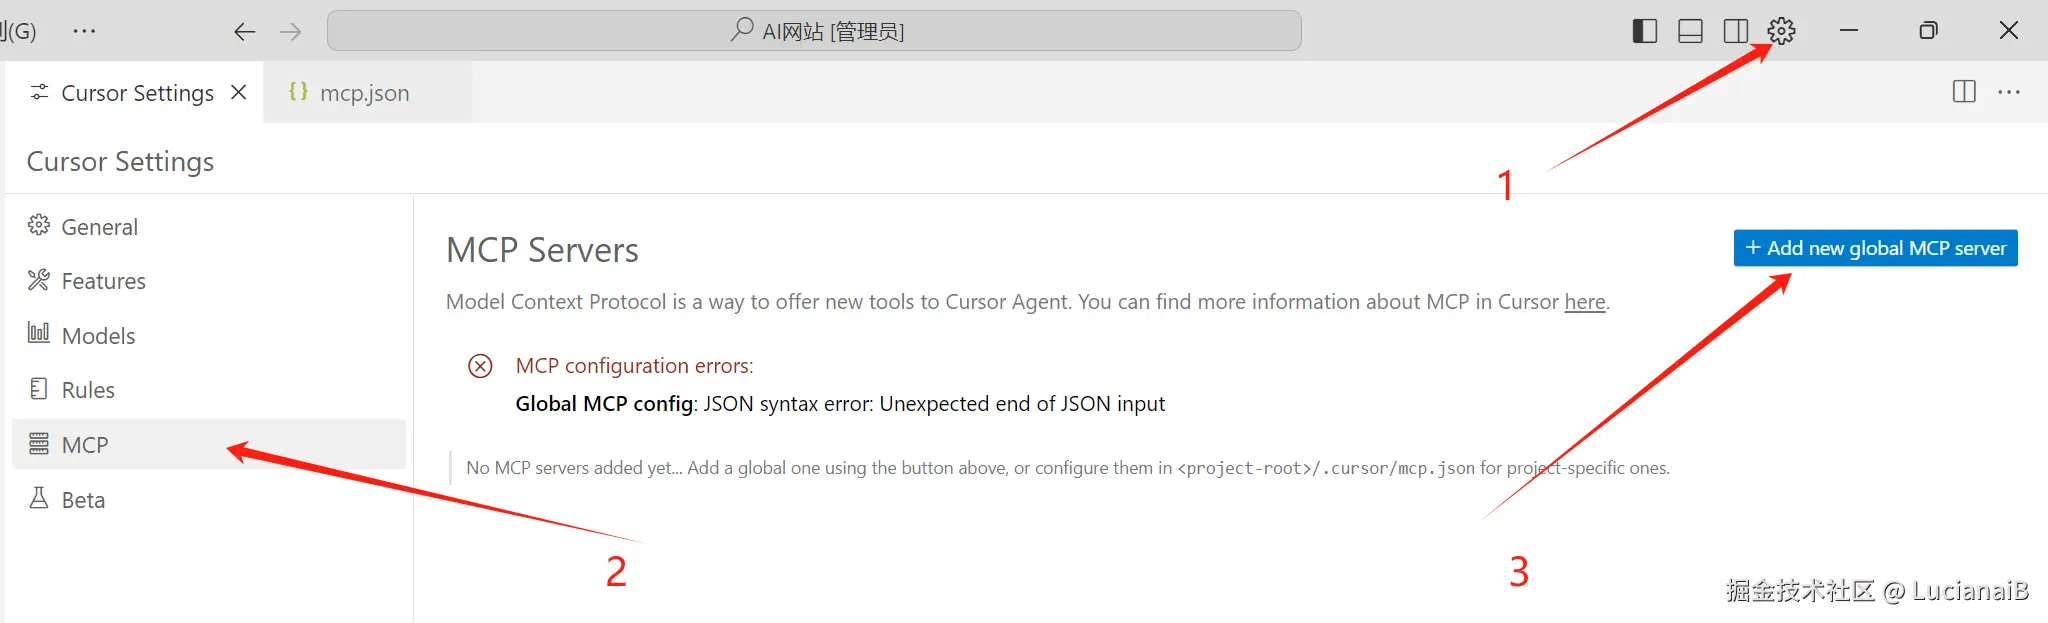 (G) ···
AI网站 [管理员]
Cursor Settings
{} mcp.json
Cursor Settings
1
General
Features
Models
Rules
MCP
Beta
MCP Servers
+ Add new global MCP server
Model Context Protocol is a way to offer new tools to Cursor Agent. You can find more information about MCP in Cursor here.
MCP configuration errors:
Global MCP config: JSON syntax error: Unexpected end of JSON input
No MCP servers added yet... Add a global one using the button above, or configure them in <project-root>/.cursor/mcp.json for project-specific ones.
2
3
掘金技术社区 @ LucianaiB